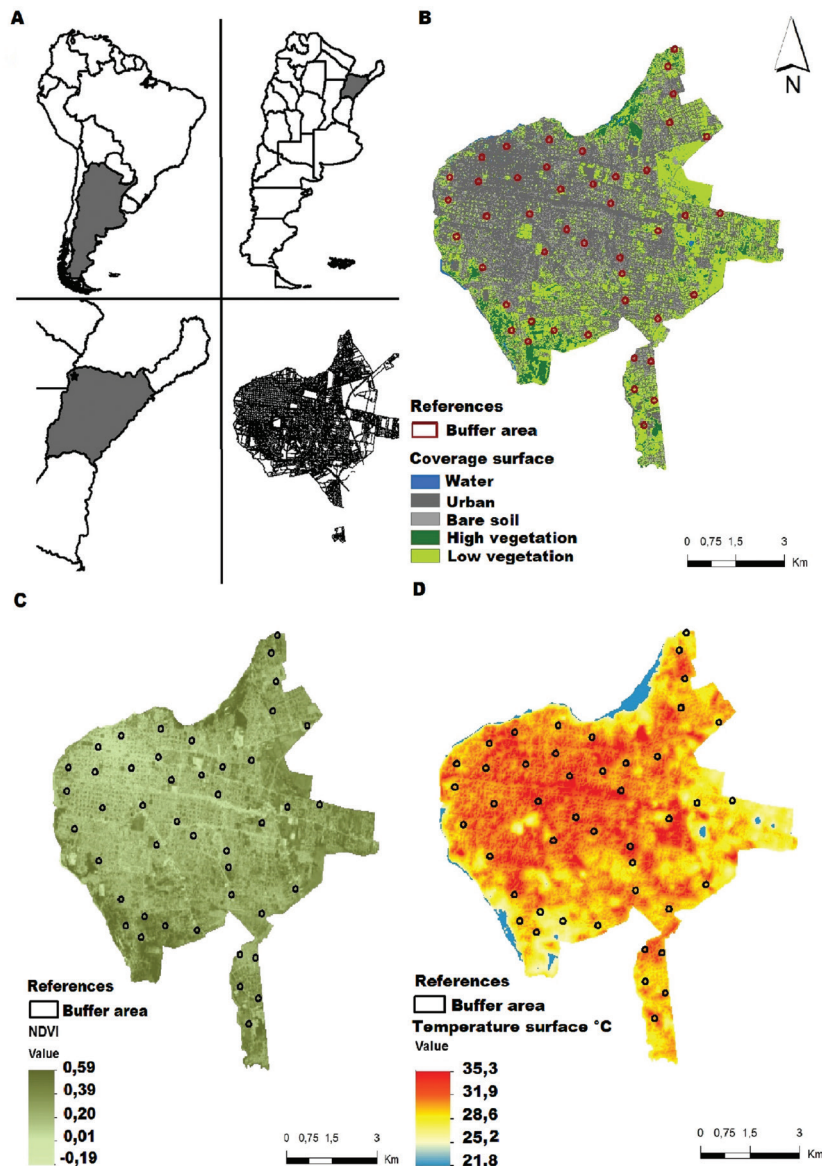 A
B
N
References
Buffer area
Coverage surface
Water
Urban
Bare soil
High vegetation
Low vegetation
0 0,75 1,5 3
Km
C
References
Buffer area
NDVI
Value
0,59
0,39
0,20
0,01
-0,19
0 0,75 1,5 3
Km
D
References
Buffer area
Temperature surface °C
Value
35,3
31,9
28,6
25,2
21,8
0 0,75 1,5 3
Km